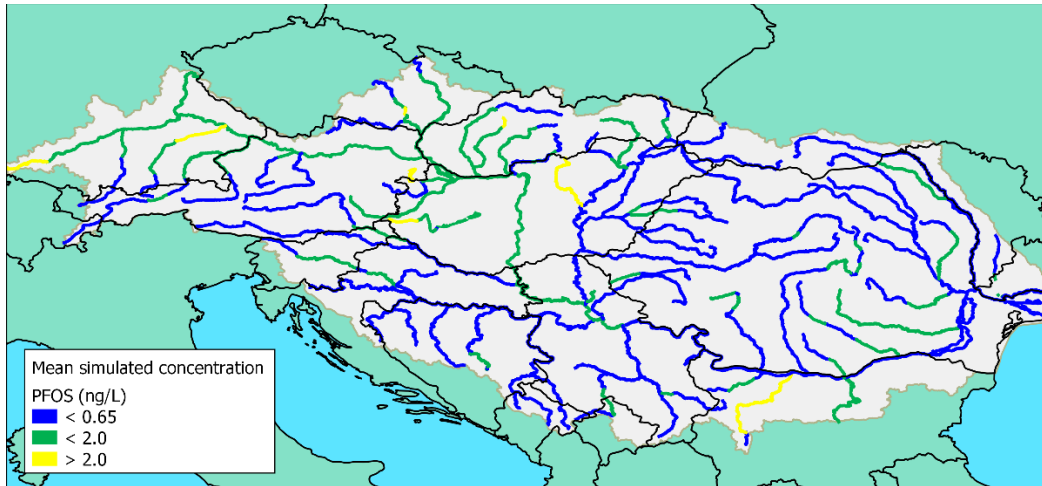 Mean simulated concentration
PFOS (ng/L)
< 0.65
< 2.0
> 2.0